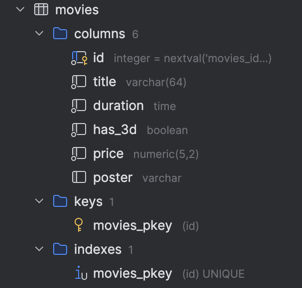 movies
columns 6
id integer = nextval('movies_id...)
title varchar(64)
duration time
has_3d boolean
price numeric(5,2)
poster varchar
keys 1
movies_pkey (id)
indexes 1
movies_pkey (id) UNIQUE